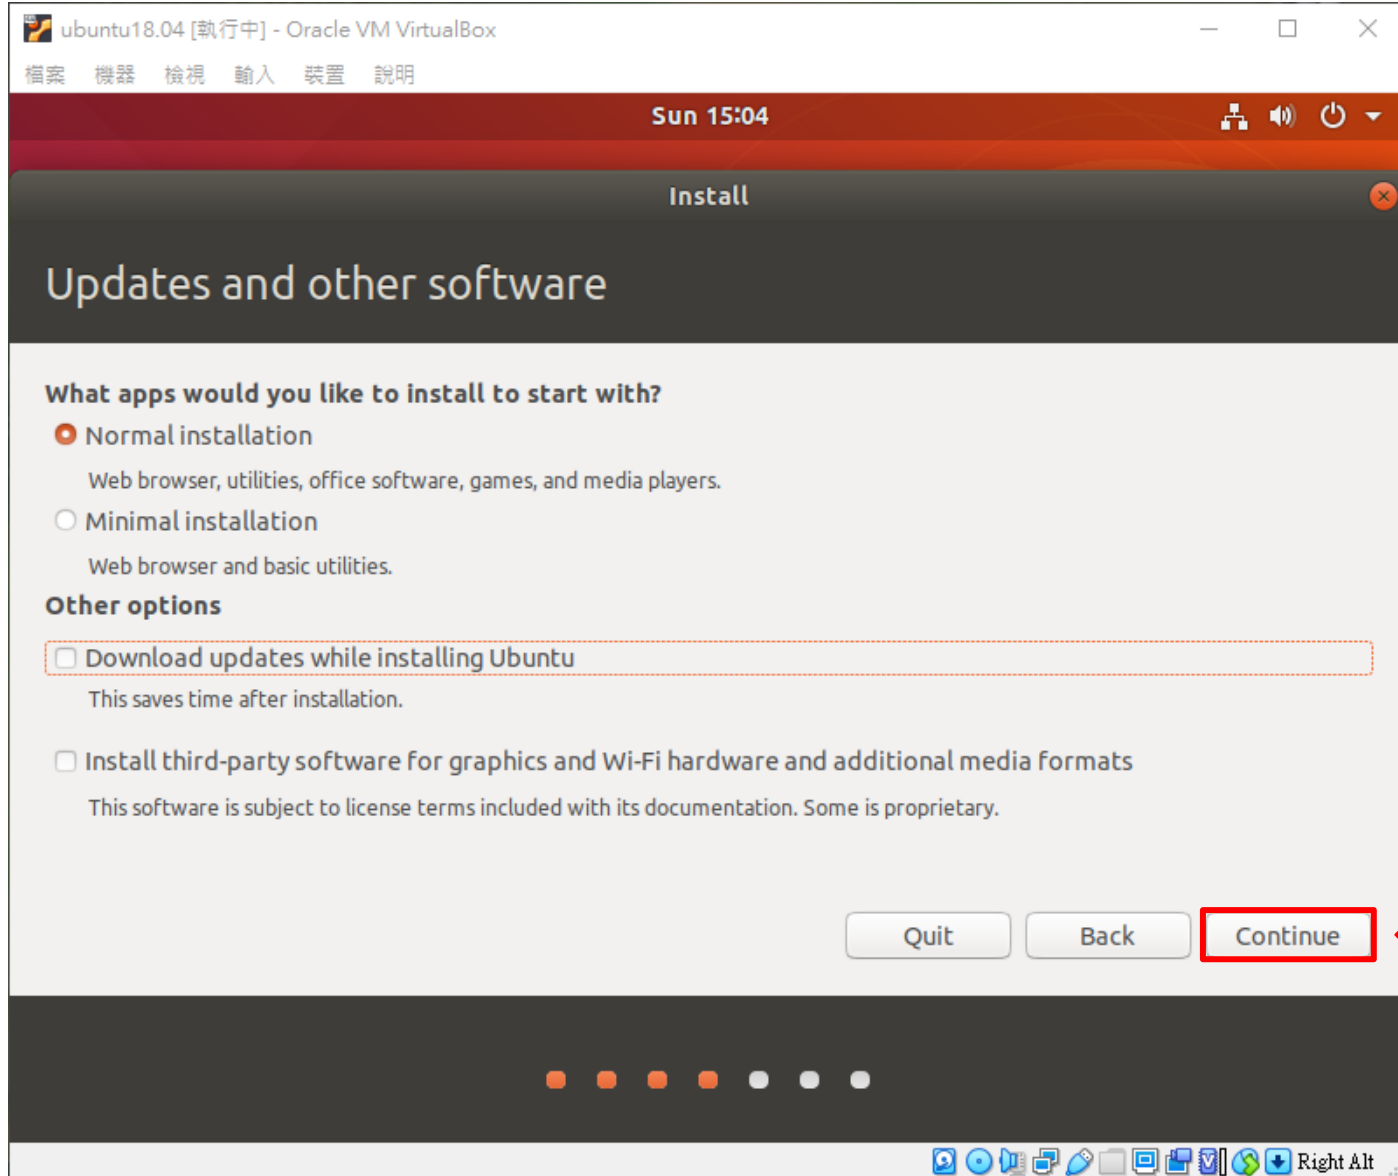 ubuntu18.04 [執行中] - Oracle VM VirtualBox
檔案 機器 檢視 輸入 裝置 說明
Sun 15:04
Install
Updates and other software
What apps would you like to install to start with?
Normal installation
Web browser, utilities, office software, games, and media players.
Minimal installation
Web browser and basic utilities.
Other options
Download updates while installing Ubuntu
This saves time after installation.
Install third-party software for graphics and Wi-Fi hardware and additional media formats
This software is subject to license terms included with its documentation. Some is proprietary.
Quit Back Continue
Right Alt